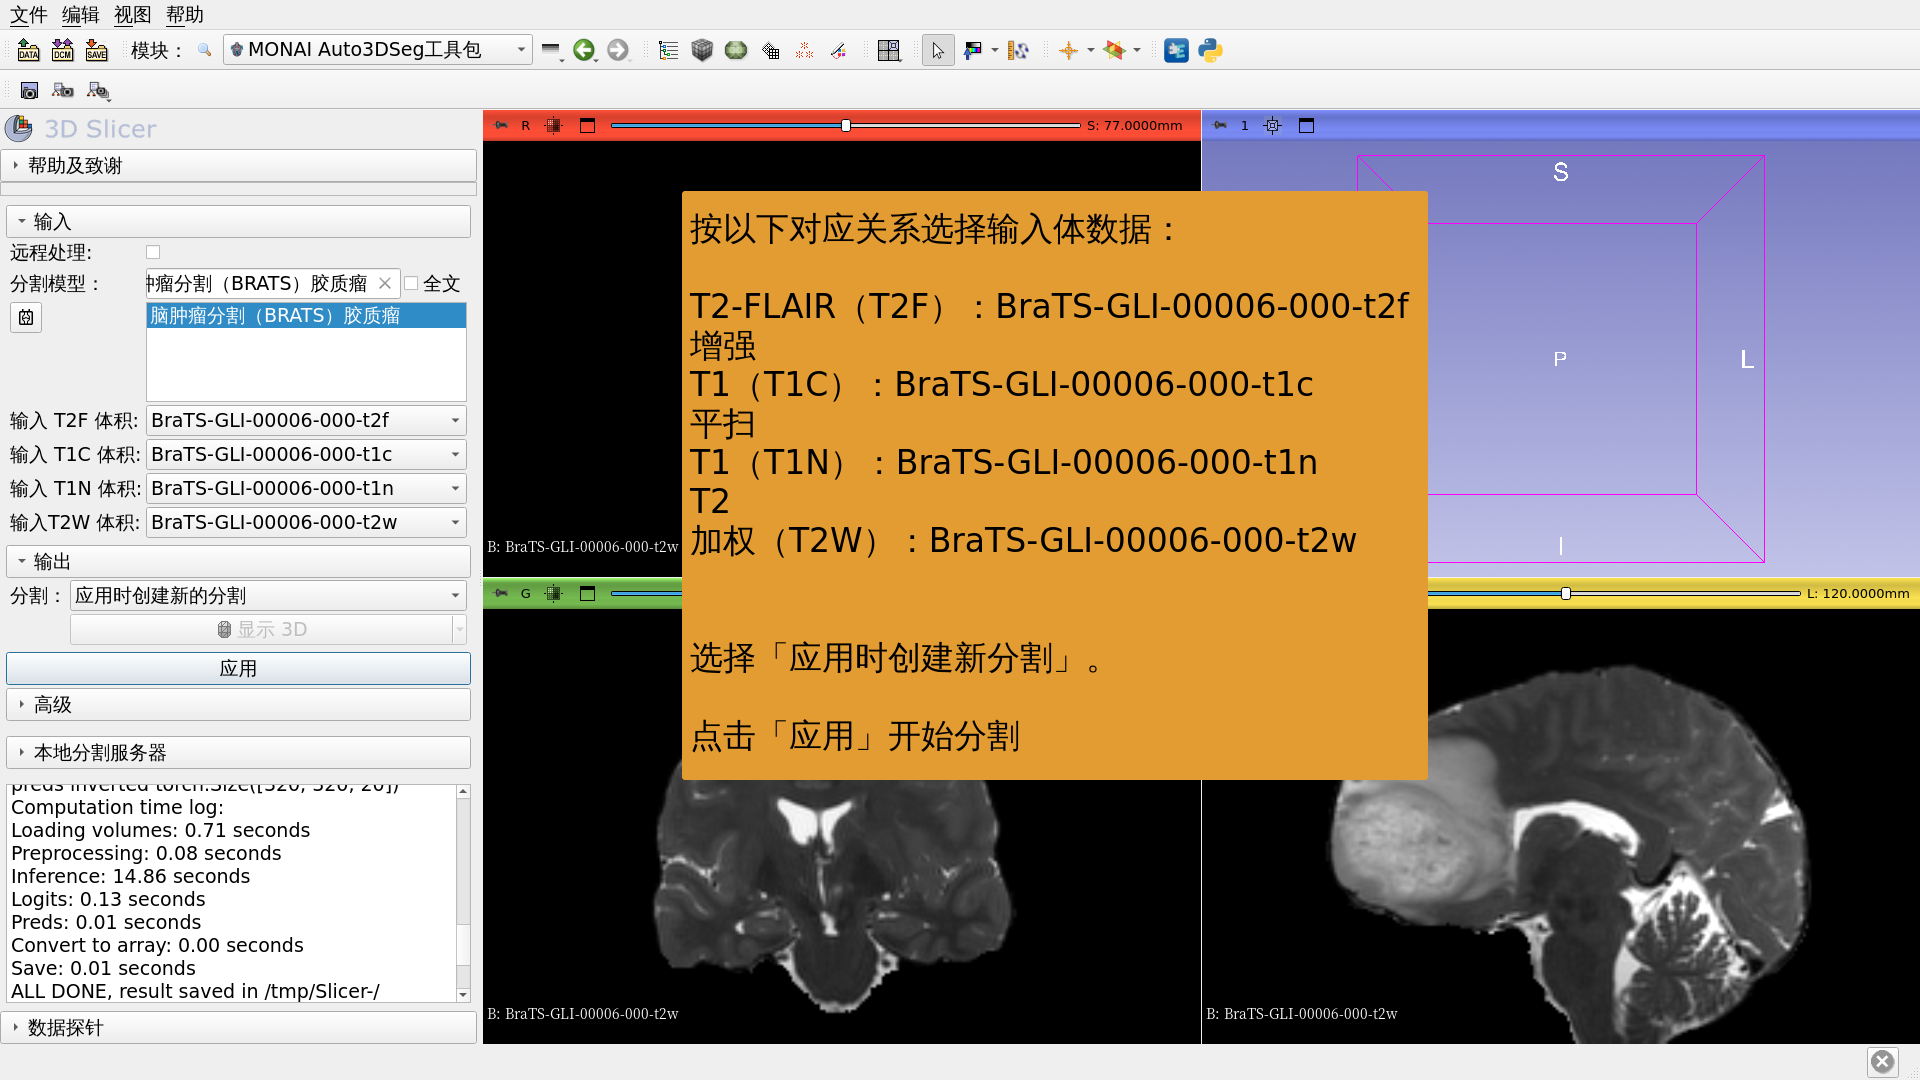 文件 编辑 视图 帮助
DATA DCM SAVE 模块： MONAI Auto3DSeg工具包
3D Slicer
帮助及致谢
输入
远程处理:
分割模型： 瘤分割（BRATS）胶质瘤 全文
脑肿瘤分割（BRATS）胶质瘤
输入 T2F 体积: BraTS-GLI-00006-000-t2f
输入 T1C 体积: BraTS-GLI-00006-000-t1c
输入 T1N 体积: BraTS-GLI-00006-000-t1n
输入T2W 体积: BraTS-GLI-00006-000-t2w
输出
分割： 应用时创建新的分割
显示 3D
应用
高级
本地分割服务器
preds inverted torch.Size([320, 320, 26])
Computation time log:
Loading volumes: 0.71 seconds
Preprocessing: 0.08 seconds
Inference: 14.86 seconds
Logits: 0.13 seconds
Preds: 0.01 seconds
Convert to array: 0.00 seconds
Save: 0.01 seconds
ALL DONE, result saved in /tmp/Slicer-/
数据探针
R S: 77.0000mm
B: BraTS-GLI-00006-000-t2w
1
S
P
L
I
按以下对应关系选择输入体数据：
T2-FLAIR（T2F）：BraTS-GLI-00006-000-t2f
增强
T1（T1C）：BraTS-GLI-00006-000-t1c
平扫
T1（T1N）：BraTS-GLI-00006-000-t1n
T2
加权（T2W）：BraTS-GLI-00006-000-t2w
选择「应用时创建新分割」。
点击「应用」开始分割
G
B: BraTS-GLI-00006-000-t2w
L: 120.0000mm
B: BraTS-GLI-00006-000-t2w